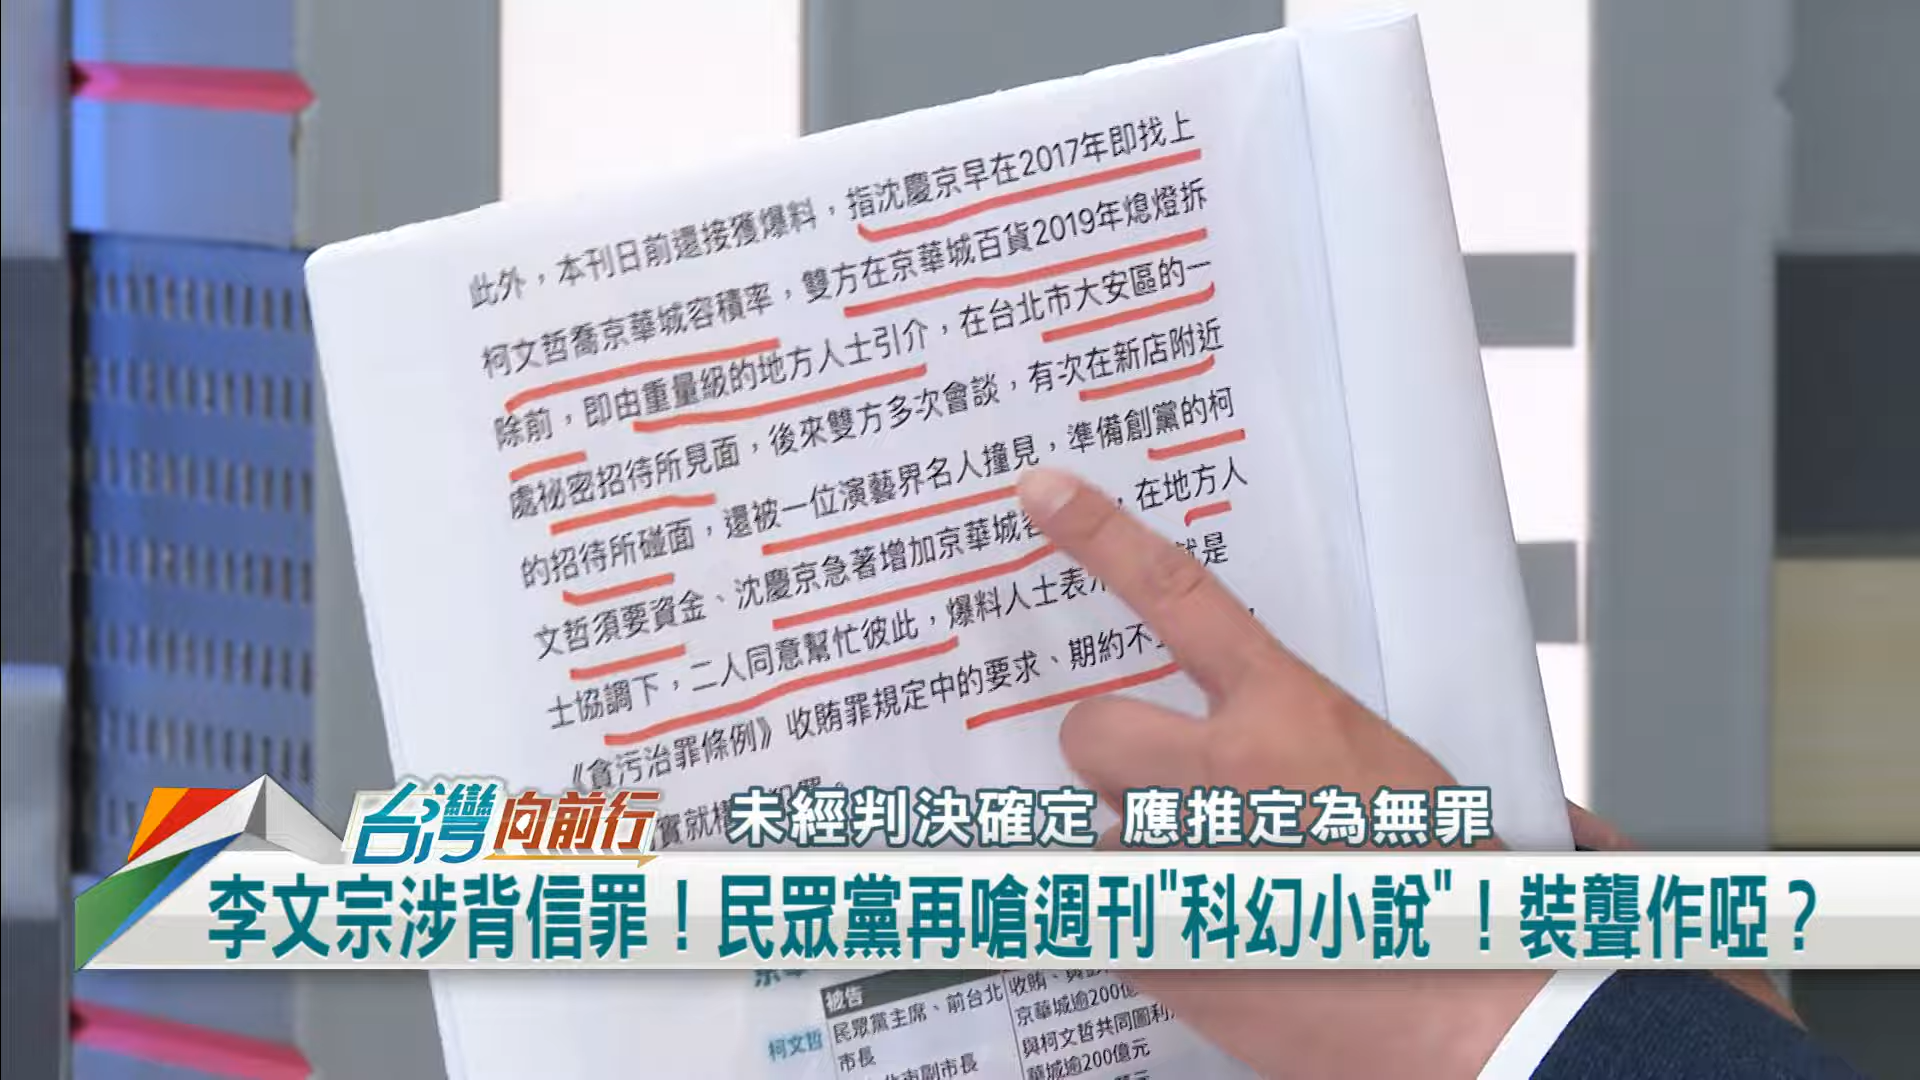 此外，本刊日前還接獲爆料，指沈慶京早在2017年即找上
柯文哲喬京華城容積率，雙方在京華城百貨2019年熄燈拆
除前，即由重量級的地方人士引介，在台北市大安區的一
處祕密招待所見面，後來雙方多次會談，有次在新店附近
的招待所碰面，還被一位演藝界名人撞見，準備創黨的柯
文哲須要資金、沈慶京急著增加京華城容，在地方人
士協調下，二人同意幫忙彼此，爆料人士表就是
《貪污治罪條例》收賄罪規定中的要求、期約不，
實就構
台灣向前行
未經判決確定 應推定為無罪
李文宗涉背信罪！民眾黨再嗆週刊"科幻小說"！裝聾作啞？
被告
柯文哲
民眾黨主席、前台北
市長
北市副市長
收賄、與
京華城逾200億
與柯文哲共同圖利
華城逾200億元